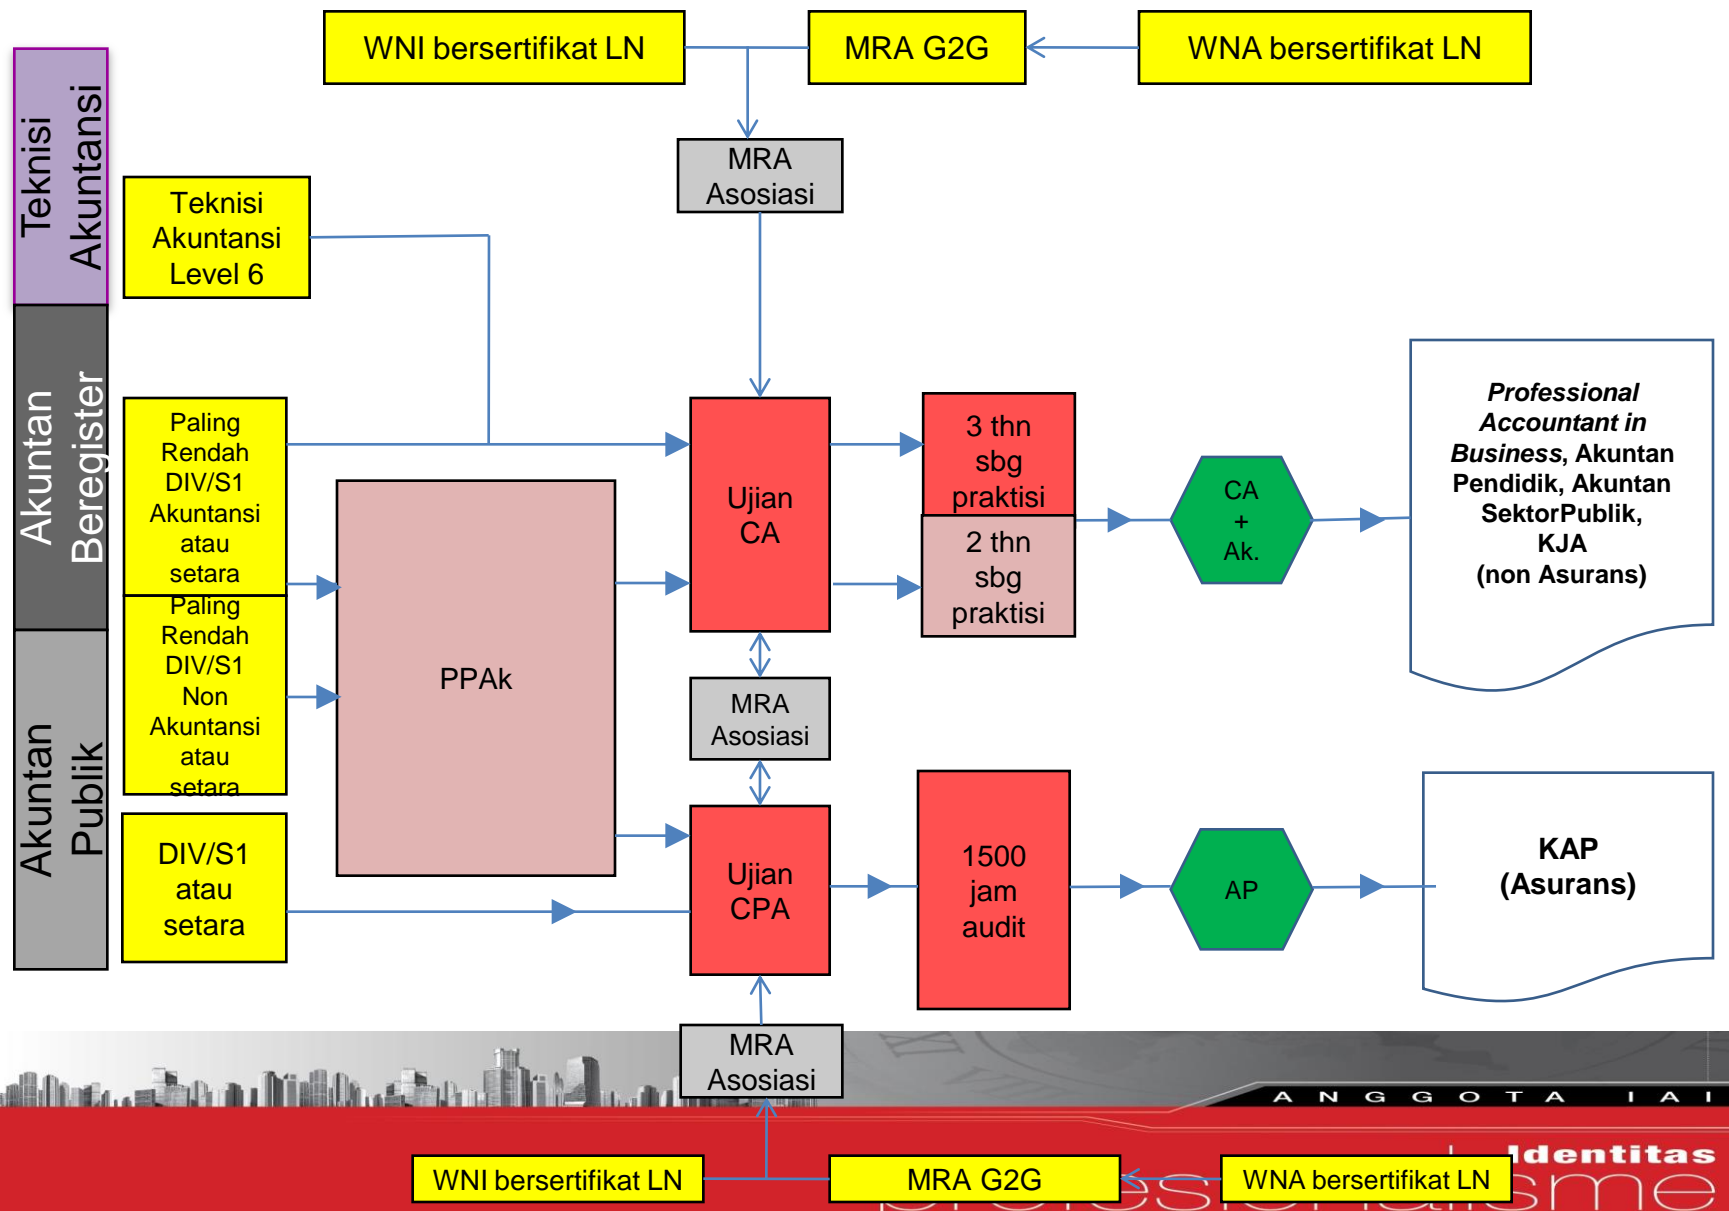 WNI bersertifikat LN
MRA G2G
WNA bersertifikat LN
Teknisi
Akuntansi
MRA
Asosiasi
Teknisi
Akuntansi
Level 6
Akuntan
Beregister
Paling
Rendah
DIV/S1
Akuntansi
atau
setara
Ujian
CA
3 thn
sbg
praktisi
2 thn
sbg
praktisi
CA
+
Ak.
Professional
Accountant in
Business, Akuntan
Pendidik, Akuntan
SektorPublik,
KJA
(non Asurans)
Paling
Rendah
DIV/S1
Non
Akuntansi
atau
setara
PPAk
MRA
Asosiasi
Akuntan
Publik
DIV/S1
atau
setara
Ujian
CPA
1500
jam
audit
AP
KAP
(Asurans)
MRA
Asosiasi
ANGGOTA IAI
Identitas
profesionalisme
WNI bersertifikat LN
MRA G2G
WNA bersertifikat LN